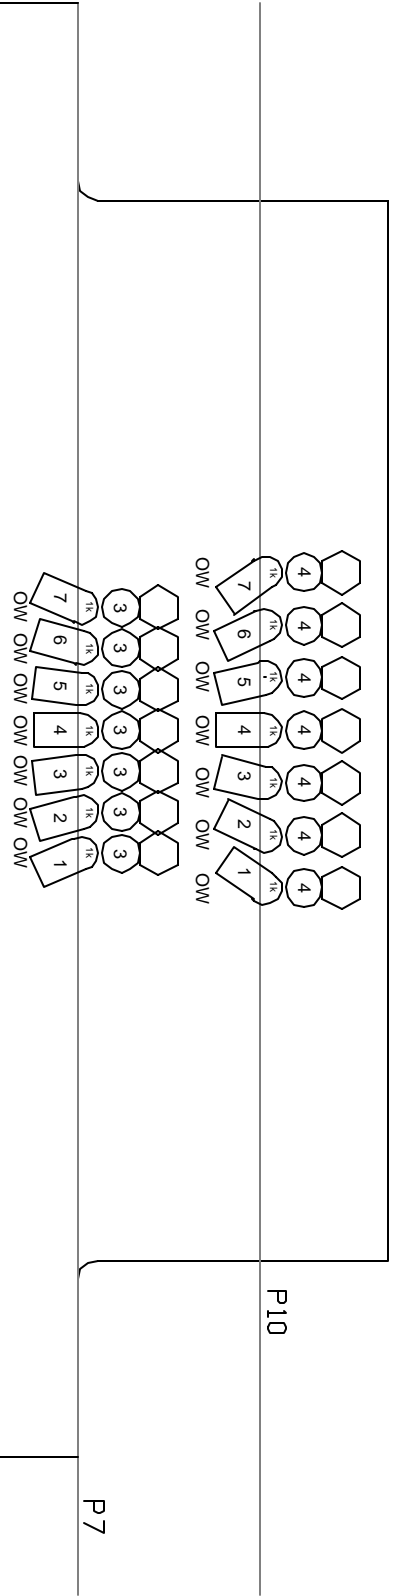 4 4 4 4 4 4 4
1k 1k 1k 1k 1k 1k 1k P10
7 6 5 4 3 2 1
OW OW OW OW OW OW OW
3 3 3 3 3 3 3
1k 1k 1k 1k 1k 1k 1k P7
7 6 5 4 3 2 1
OW OW OW OW OW OW OW